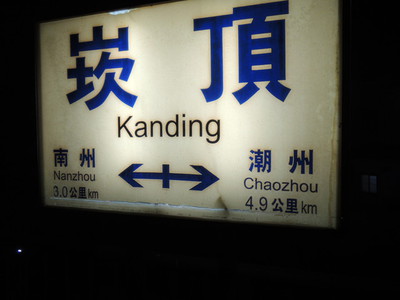 崁頂
Kanding
南州 潮州
Nanzhou Chaozhou
3.0公里km 4.9公里km